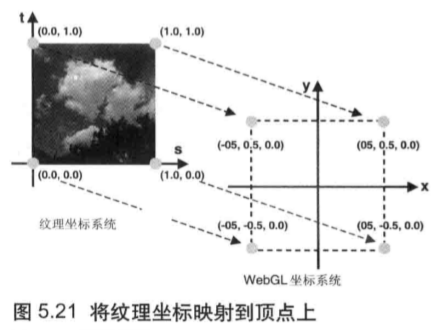 t
(0.0, 1.0)
(1.0, 1.0)
s
(0.0, 0.0)
(1.0, 0.0)
纹理坐标系统
y
(-05, 0.5, 0.0)
(05, 0.5, 0.0)
x
(-05, -0.5, 0.0)
(05, -0.5, 0.0)
WebGL 坐标系统
图 5.21 将纹理坐标映射到顶点上